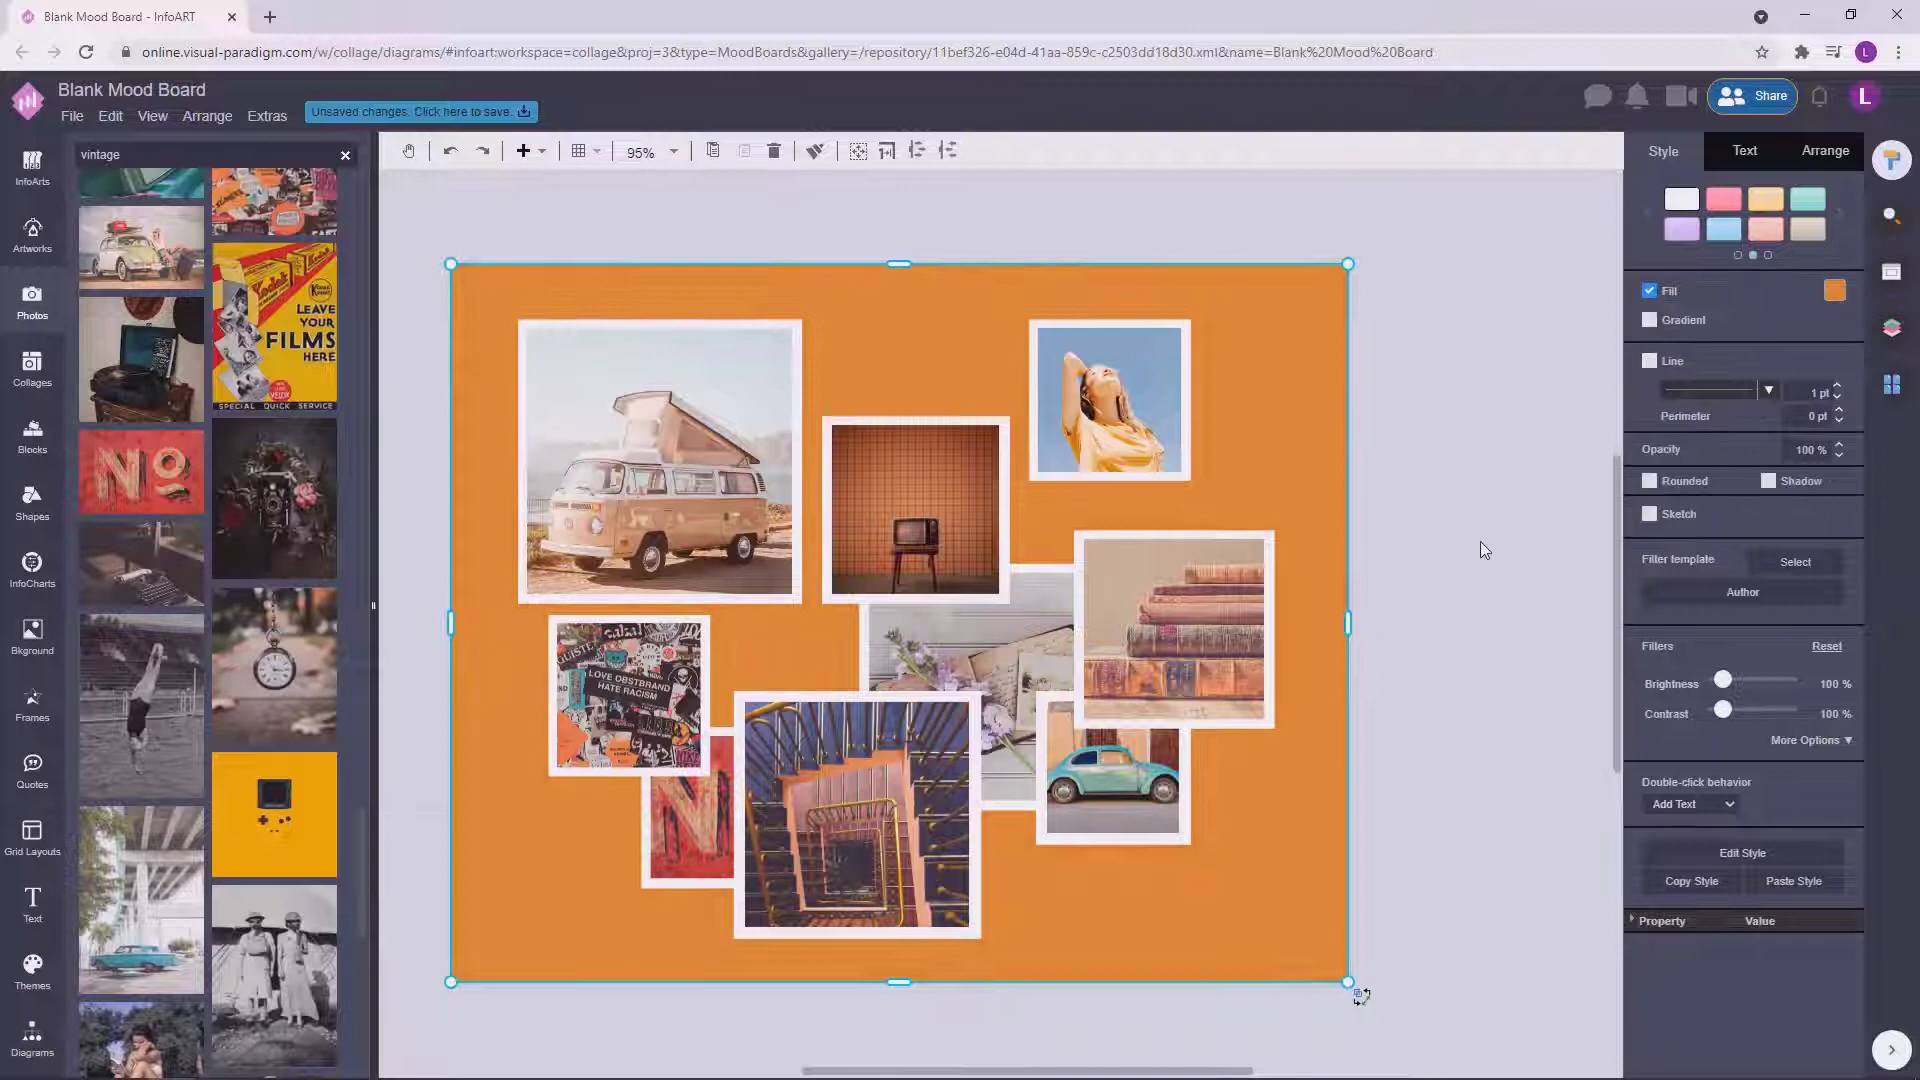 Blank Mood Board - InfoART
online.visual-paradigm.com/w/collage/diagrams/#infoart:workspace=collage&proj=3&type=MoodBoards&gallery=/repository/11bef326-e04d-41aa-859c-c2503dd18d30.xml&name=Blank%20Mood%20Board
L
Blank Mood Board
File Edit View Arrange Extras
Unsaved changes. Click here to save.
Share
L
InfoArts
Artworks
Photos
Collages
Blocks
Shapes
InfoCharts
Bkground
Frames
Quotes
Grid Layouts
T
Text
Themes
Diagrams
vintage
Kodak
Kodak
LEAVE
YOUR
FILMS
HERE
SPECIAL QUICK SERVICE
No
95%
salsa
GUISTE
LOVE OBSTBRAND
HATE RACISM
N
Style Text Arrange
Fill
Gradient
Line
1 pt
Perimeter 0 pt
Opacity 100 %
Rounded Shadow
Sketch
Filter template Select
Author
Filters Reset
Brightness 100 %
Contrast 100 %
More Options
Double-click behavior
Add Text
Edit Style
Copy Style Paste Style
Property Value